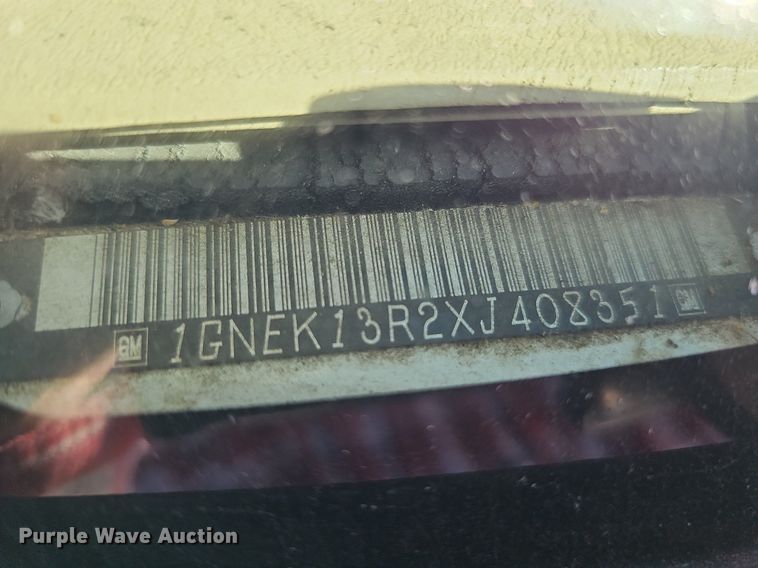 GM 1GNEK13R2XJ408351 GM
Purple Wave Auction